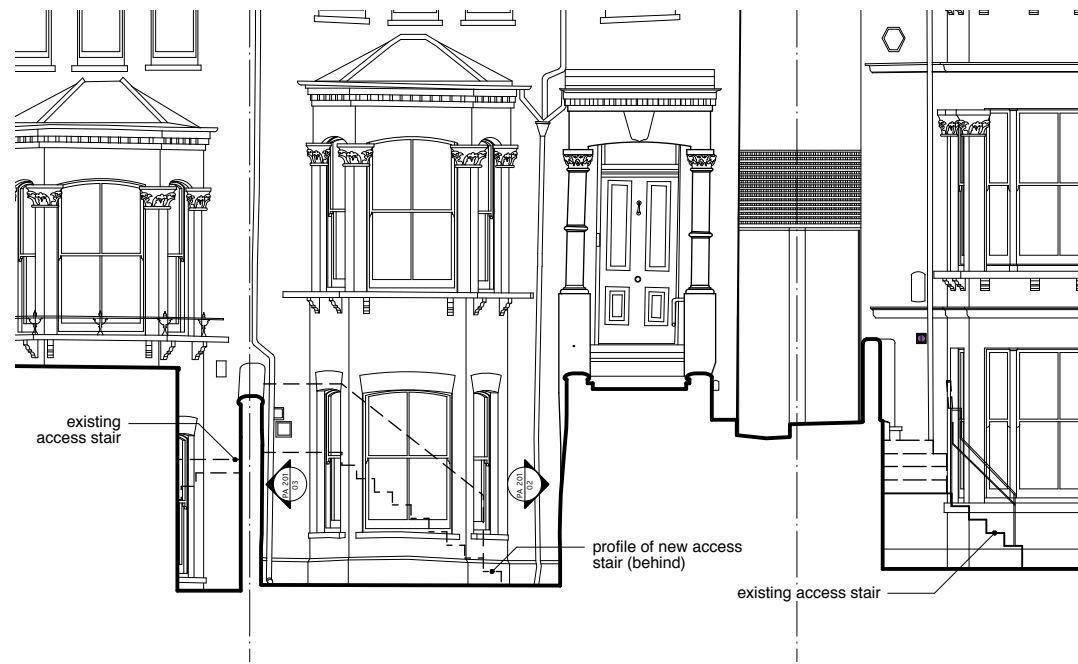 existing
access stair
PA 201
03
PA 201
02
profile of new access
stair (behind)
existing access stair